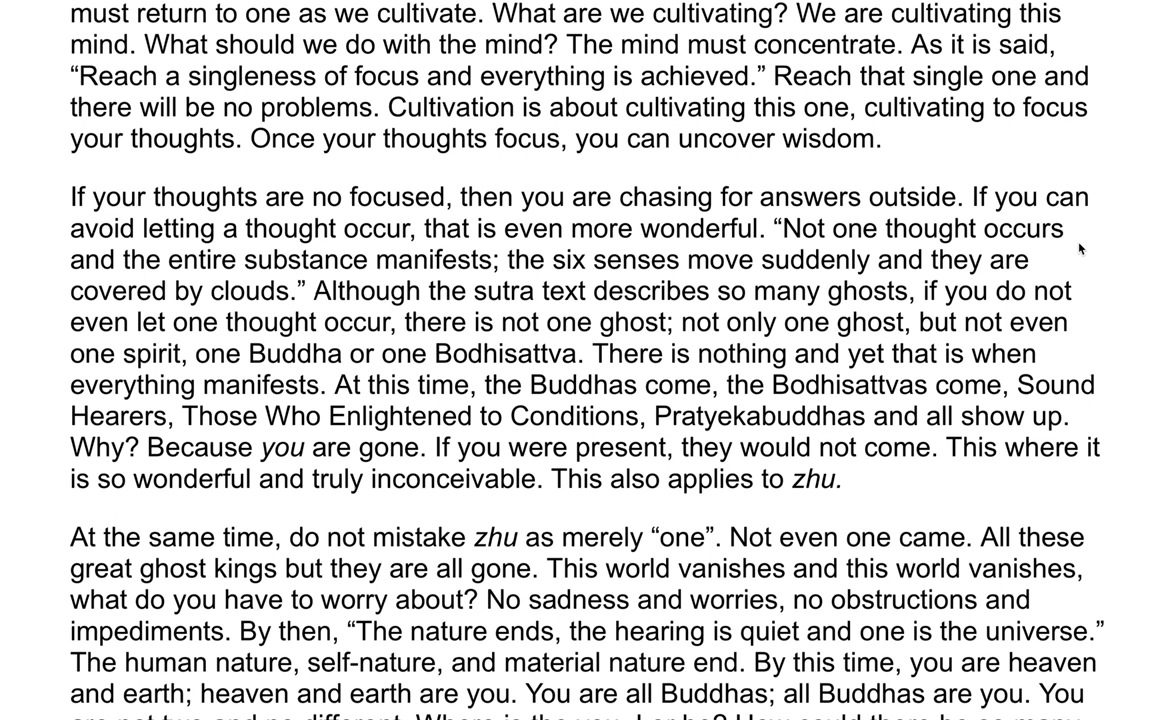 must return to one as we cultivate. What are we cultivating? We are cultivating this
mind. What should we do with the mind? The mind must concentrate. As it is said,
“Reach a singleness of focus and everything is achieved.” Reach that single one and
there will be no problems. Cultivation is about cultivating this one, cultivating to focus
your thoughts. Once your thoughts focus, you can uncover wisdom.
If your thoughts are no focused, then you are chasing for answers outside. If you can
avoid letting a thought occur, that is even more wonderful. “Not one thought occurs
and the entire substance manifests; the six senses move suddenly and they are
covered by clouds.” Although the sutra text describes so many ghosts, if you do not
even let one thought occur, there is not one ghost; not only one ghost, but not even
one spirit, one Buddha or one Bodhisattva. There is nothing and yet that is when
everything manifests. At this time, the Buddhas come, the Bodhisattvas come, Sound
Hearers, Those Who Enlightened to Conditions, Pratyekabuddhas and all show up.
Why? Because you are gone. If you were present, they would not come. This where it
is so wonderful and truly inconceivable. This also applies to zhu.
At the same time, do not mistake zhu as merely “one”. Not even one came. All these
great ghost kings but they are all gone. This world vanishes and this world vanishes,
what do you have to worry about? No sadness and worries, no obstructions and
impediments. By then, “The nature ends, the hearing is quiet and one is the universe.”
The human nature, self-nature, and material nature end. By this time, you are heaven
and earth; heaven and earth are you. You are all Buddhas; all Buddhas are you. You